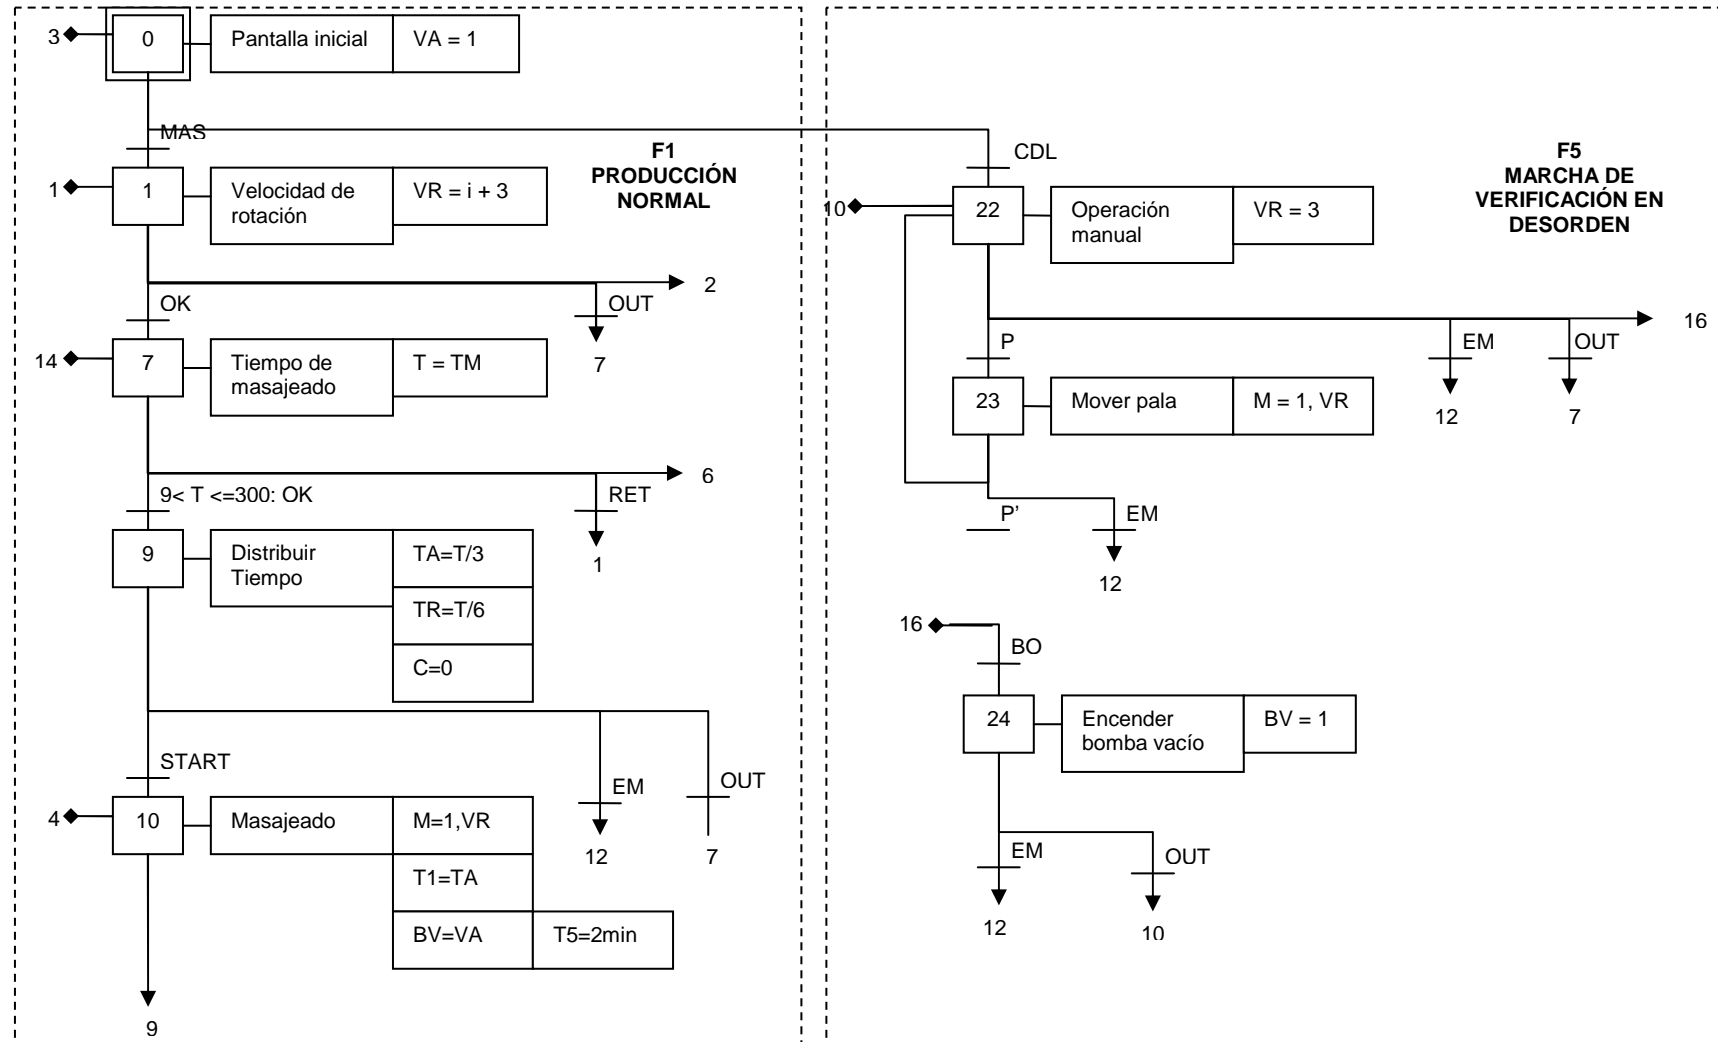 3
0
Pantalla inicial
VA = 1
MAS
F1
PRODUCCIÓN
NORMAL
1
1
Velocidad de
rotación
VR = i + 3
2
OK
OUT
7
14
7
Tiempo de
masajeado
T = TM
6
9< T <=300: OK
RET
1
9
Distribuir
Tiempo
TA=T/3
TR=T/6
C=0
START
EM
OUT
12
7
4
10
Masajeado
M=1,VR
T1=TA
BV=VA
T5=2min
9
CDL
F5
MARCHA DE
VERIFICACIÓN EN
DESORDEN
10
22
Operación
manual
VR = 3
16
P
EM
OUT
12
7
23
Mover pala
M = 1, VR
P'
EM
12
16
BO
24
Encender
bomba vacío
BV = 1
EM
OUT
12
10